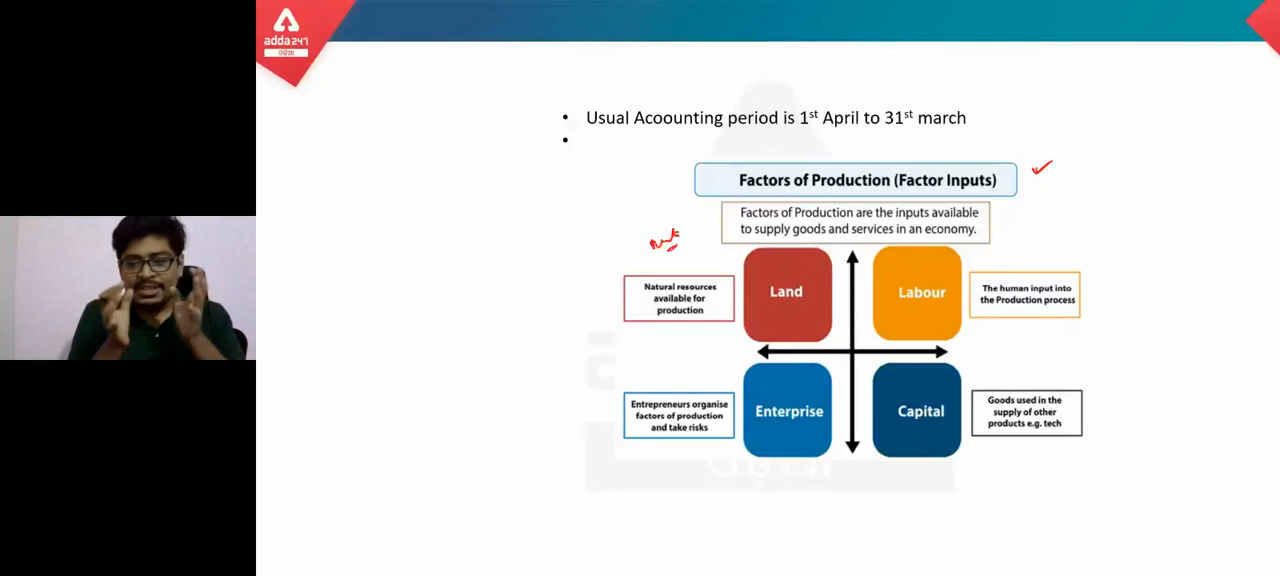 adda247
ଓଡ଼ିଆ
• Usual Acoounting period is 1st April to 31st march
•
Factors of Production (Factor Inputs)
Factors of Production are the inputs available
to supply goods and services in an economy.
Natural resources
available for
production
Land
Labour
The human input into
the Production process
Entrepreneurs organise
factors of production
and take risks
Enterprise
Capital
Goods used in the
supply of other
products e.g. tech